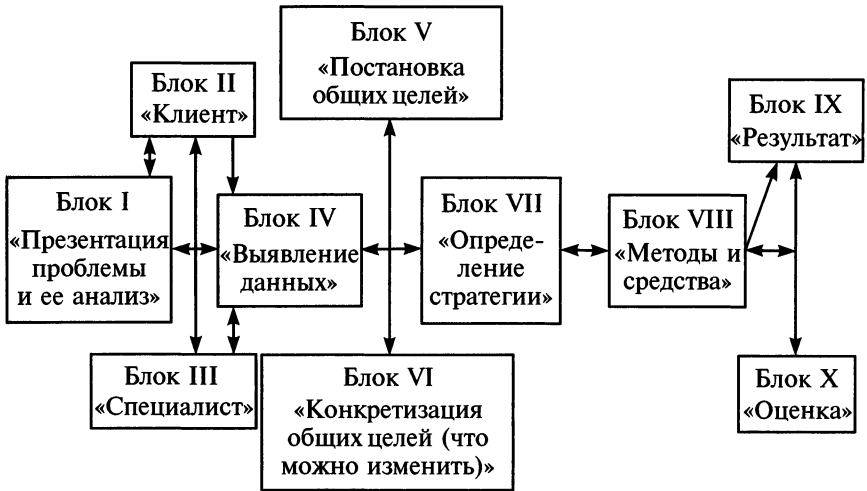 Блок I
«Презентация
проблемы
и ее анализ»
Блок II
«Клиент»
Блок III
«Специалист»
Блок IV
«Выявление
данных»
Блок V
«Постановка
общих целей»
Блок VI
«Конкретизация
общих целей (что
можно изменить)»
Блок VII
«Опреде-
ление
стратегии»
Блок VIII
«Методы и
средства»
Блок IX
«Результат»
Блок X
«Оценка»